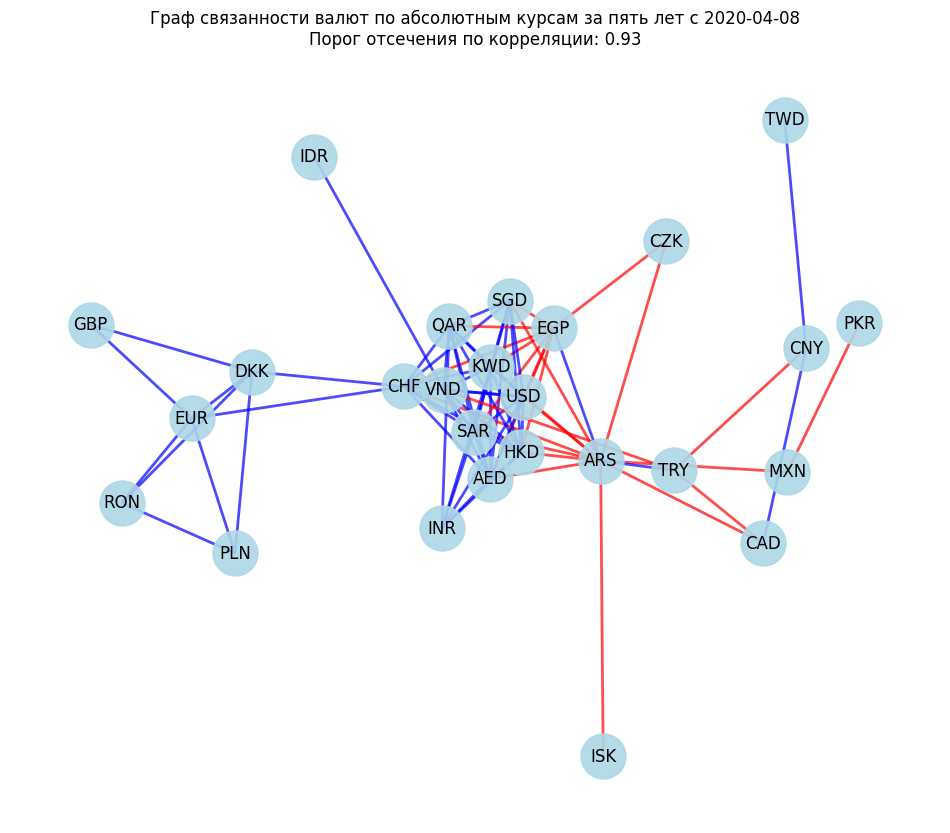 Граф связанности валют по абсолютным курсам за пять лет с 2020-04-08
Порог отсечения по корреляции: 0.93
TWD
IDR
CZK
SGD
PKR
GBP
QAR
EGP
CNY
KWD
DKK
CHF
VND
USD
EUR
SAR
HKD
ARS
TRY
MXN
AED
RON
INR
CAD
PLN
ISK